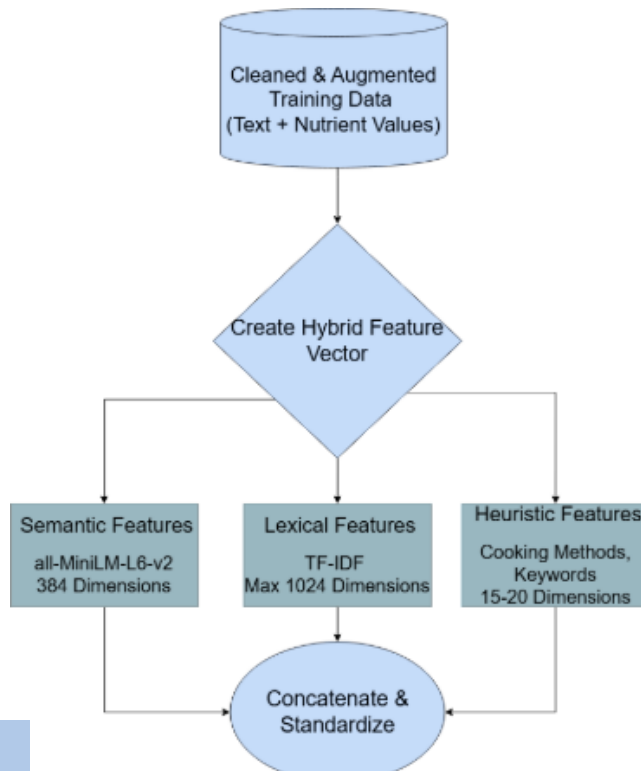 Cleaned & Augmented
Training Data
(Text + Nutrient Values)
Create Hybrid Feature
Vector
Semantic Features
all-MiniLM-L6-v2
384 Dimensions
Lexical Features
TF-IDF
Max 1024 Dimensions
Heuristic Features
Cooking Methods,
Keywords
15-20 Dimensions
Concatenate &
Standardize